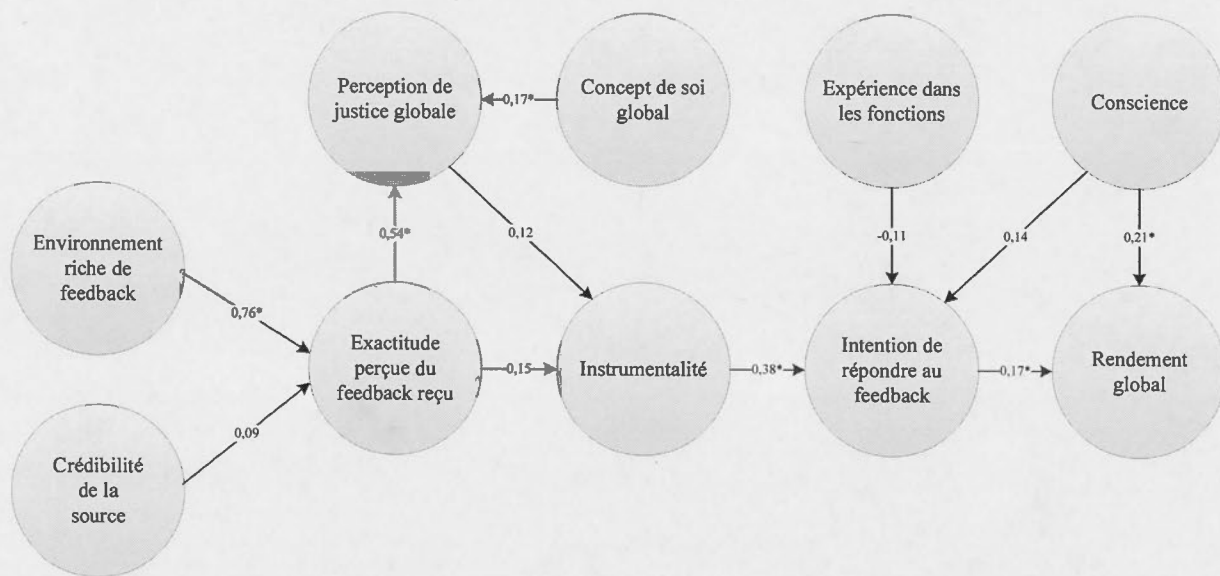 Perception de
justice globale
0,17*
Concept de soi
global
Expérience dans
les fonctions
Conscience
Environnement
riche de
feedback
0,54*
0,12
-0,11
0,14
0,21*
0,76*
Exactitude
perçue du
feedback reçu
0,15
Instrumentalité
0,38*
Intention de
répondre au
feedback
0,17*
Rendement
global
0,09
Crédibilité
de la
source